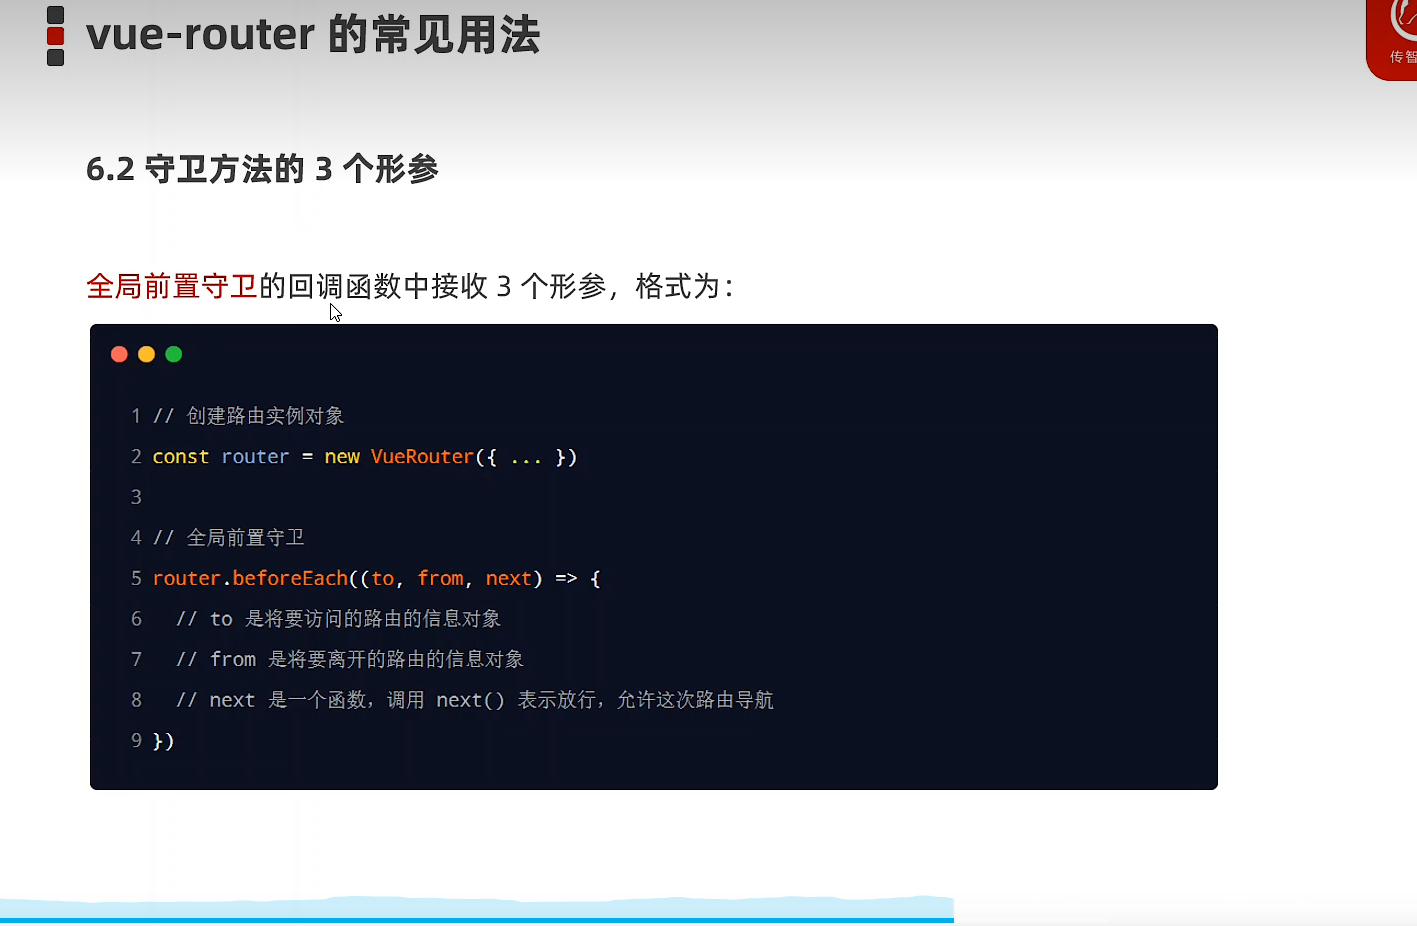 vue-router 的常见用法
传智
6.2 守卫方法的 3 个形参
全局前置守卫的回调函数中接收 3 个形参，格式为：
1 // 创建路由实例对象
2 const router = new VueRouter({ ... })
3
4 // 全局前置守卫
5 router.beforeEach((to, from, next) => {
6 // to 是将要访问的路由的信息对象
7 // from 是将要离开的路由的信息对象
8 // next 是一个函数，调用 next() 表示放行，允许这次路由导航
9 })